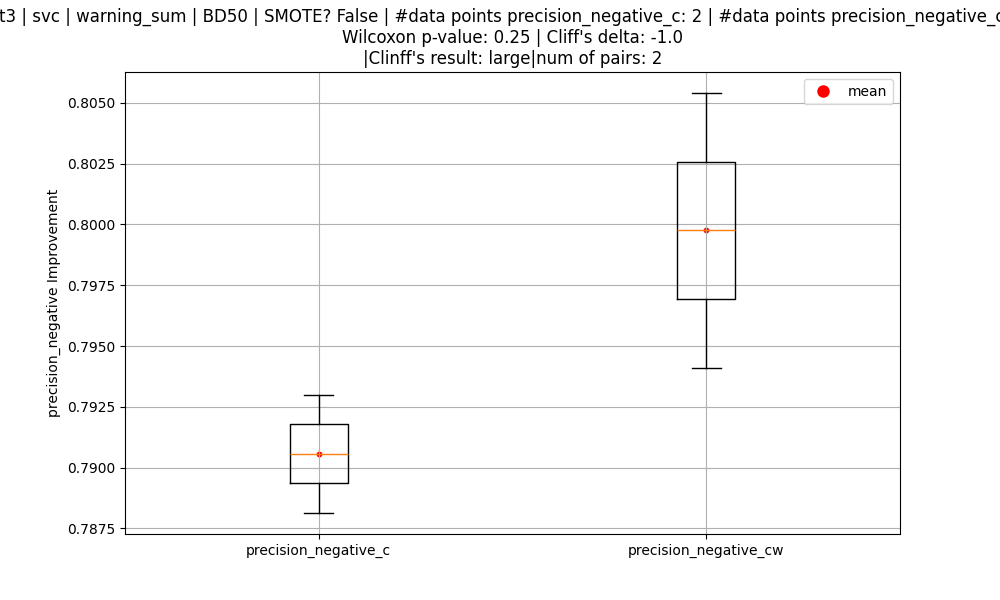 t3 | svc | warning_sum | BD50 | SMOTE? False | #data points precision_negative_c: 2 | #data points precision_negative_c
Wilcoxon p-value: 0.25 | Cliff's delta: -1.0
|Clinff's result: large|num of pairs: 2
mean
0.8050
0.8025
0.8000
0.7975
0.7950
0.7925
0.7900
0.7875
precision_negative Improvement
precision_negative_c
precision_negative_cw